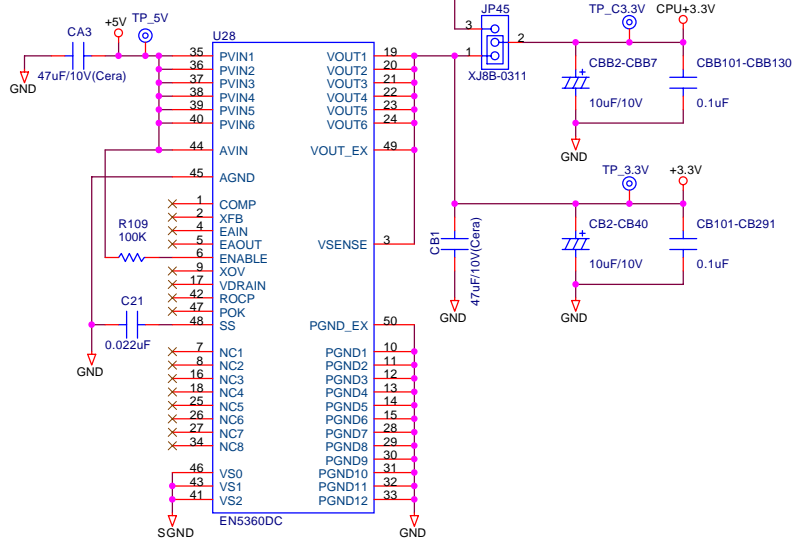 CA3
+5V
TP_5V
47uF/10V(Cera)
GND
U28
35 PVIN1
36 PVIN2
37 PVIN3
38 PVIN4
39 PVIN5
40 PVIN6
44 AVIN
45 AGND
1 COMP
2 XFB
4 EAIN
5 EAOUT
6 ENABLE
9 XOV
17 VDRAIN
42 ROCP
47 POK
48 SS
7 NC1
8 NC2
16 NC3
18 NC4
25 NC5
26 NC6
27 NC7
34 NC8
46 VS0
43 VS1
41 VS2
VOUT1 19
VOUT2 20
VOUT3 21
VOUT4 22
VOUT5 23
VOUT6 24
VOUT_EX 49
VSENSE 3
PGND_EX 50
PGND1 10
PGND2 11
PGND3 12
PGND4 13
PGND5 14
PGND6 15
PGND7 28
PGND8 29
PGND9 30
PGND10 31
PGND11 32
PGND12 33
EN5360DC
R109
100K
C21
0.022uF
GND
SGND
GND
JP45
3
2
1
XJ8B-0311
TP_C3.3V
CPU+3.3V
CBB2-CBB7
10uF/10V
CBB101-CBB130
0.1uF
GND
TP_3.3V
+3.3V
CB1
47uF/10V(Cera)
GND
CB2-CB40
10uF/10V
CB101-CB291
0.1uF
GND